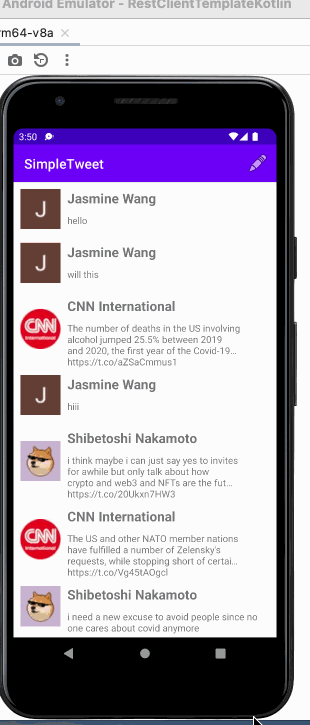 Android Emulator - RestClientTemplateKotlin
rm64-v8a
3:50
SimpleTweet
J
Jasmine Wang
hello
J
Jasmine Wang
will this
CNN
International
CNN International
The number of deaths in the US involving
alcohol jumped 25.5% between 2019
and 2020, the first year of the Covid-19...
https://t.co/aZSaCmmus1
J
Jasmine Wang
hiii
Shibetoshi Nakamoto
i think maybe i can just say yes to invites
for awhile but only talk about how
crypto and web3 and NFTs are the fut...
https://t.co/20Ukxn7HW3
CNN
International
CNN International
The US and other NATO member nations
have fulfilled a number of Zelensky's
requests, while stopping short of certai...
https://t.co/Vg45tAOgcl
Shibetoshi Nakamoto
i need a new excuse to avoid people since no
one cares about covid anymore